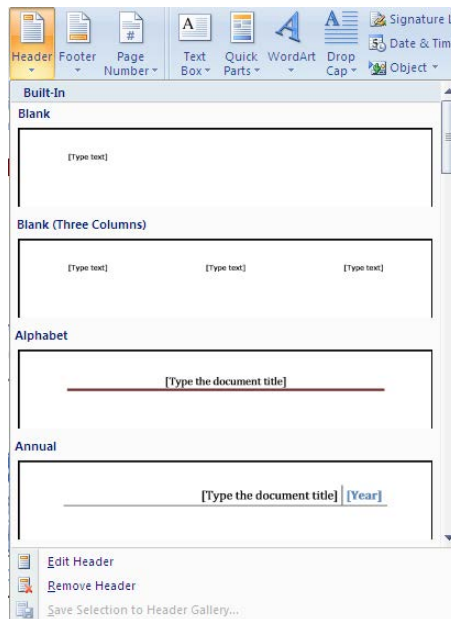 Header Footer Page Number Text Box Quick Parts WordArt Drop Cap Signature L
Date & Tim
Object
Built-In
Blank
[Type text]
Blank (Three Columns)
[Type text] [Type text] [Type text]
Alphabet
[Type the document title]
Annual
[Type the document title] [Year]
Edit Header
Remove Header
Save Selection to Header Gallery...